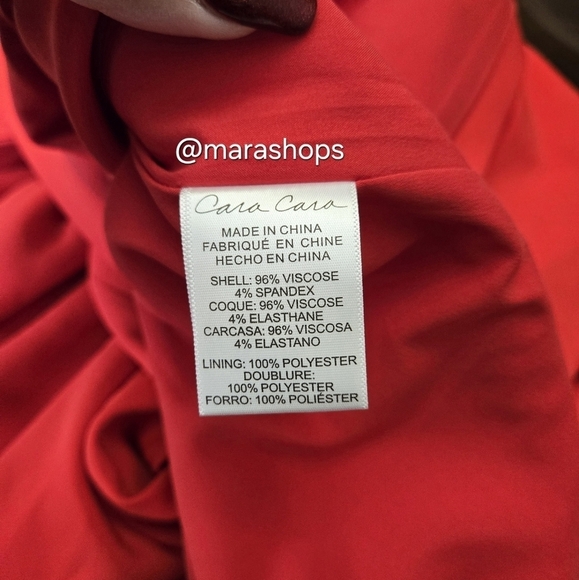 @marashops
Cara Cara
MADE IN CHINA
FABRIQUÉ EN CHINE
HECHO EN CHINA
SHELL: 96% VISCOSE
4% SPANDEX
COQUE: 96% VISCOSE
4% ELASTHANE
CARCASA: 96% VISCOSA
4% ELASTANO
LINING: 100% POLYESTER
DOUBLURE:
100% POLYESTER
FORRO: 100% POLIÉSTER